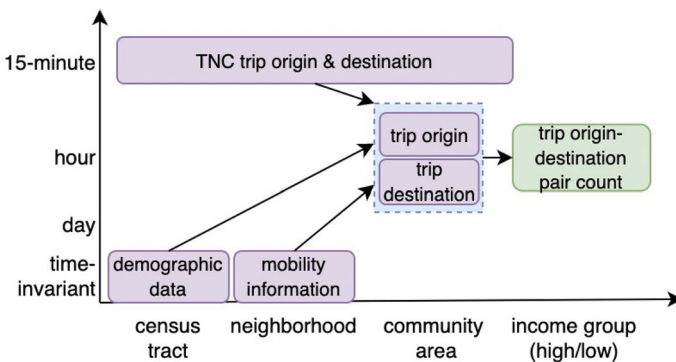 15-minute
TNC trip origin & destination
hour
trip origin
trip
destination
trip origin-
destination
pair count
day
time-
invariant
demographic
data
mobility
information
census
tract
neighborhood
community
area
income group
(high/low)